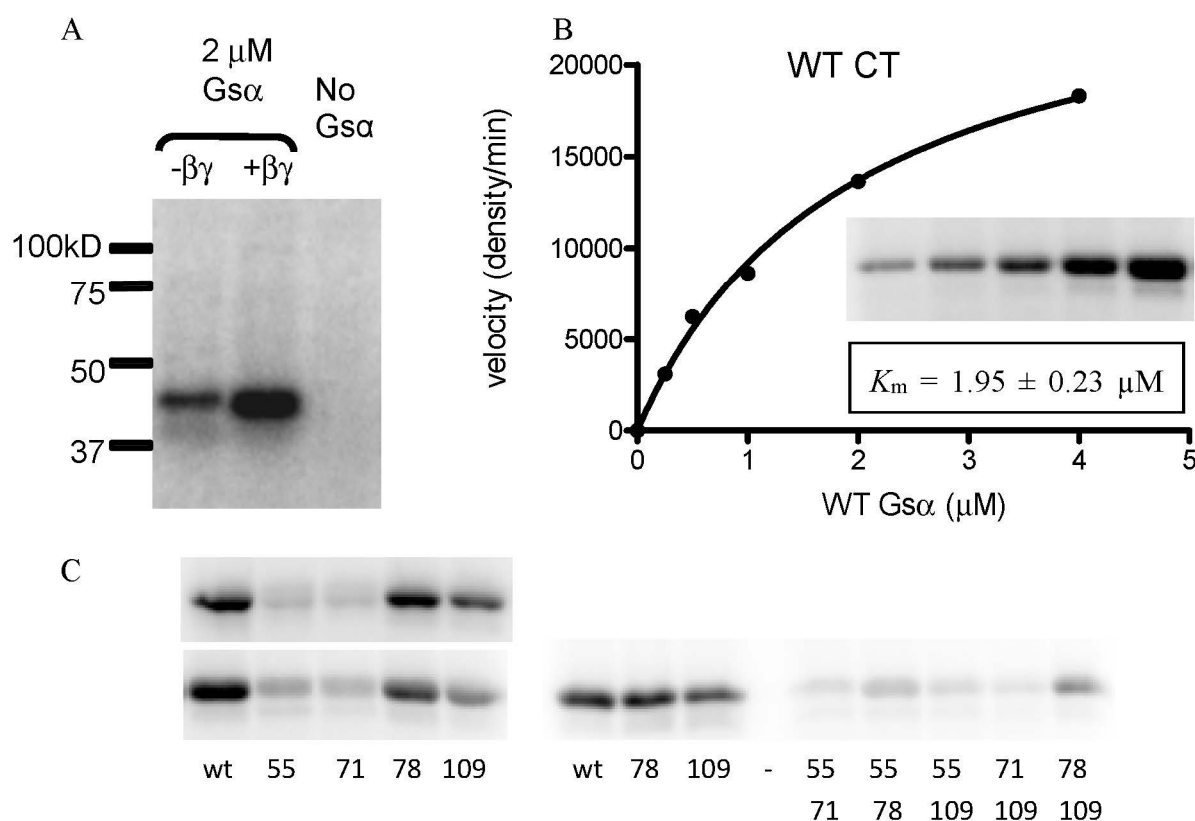 A
2 μM
Gsα
No
Gsα
-βγ
+βγ
100kD
75
50
37
B
WT CT
velocity (density/min)
20000
15000
10000
5000
0
Km = 1.95 ± 0.23 μM
0 1 2 3 4 5
WT Gsα (μM)
C
wt 55 71 78 109
wt 78 109 - 55 55 55 71 78
71 78 109 109 109